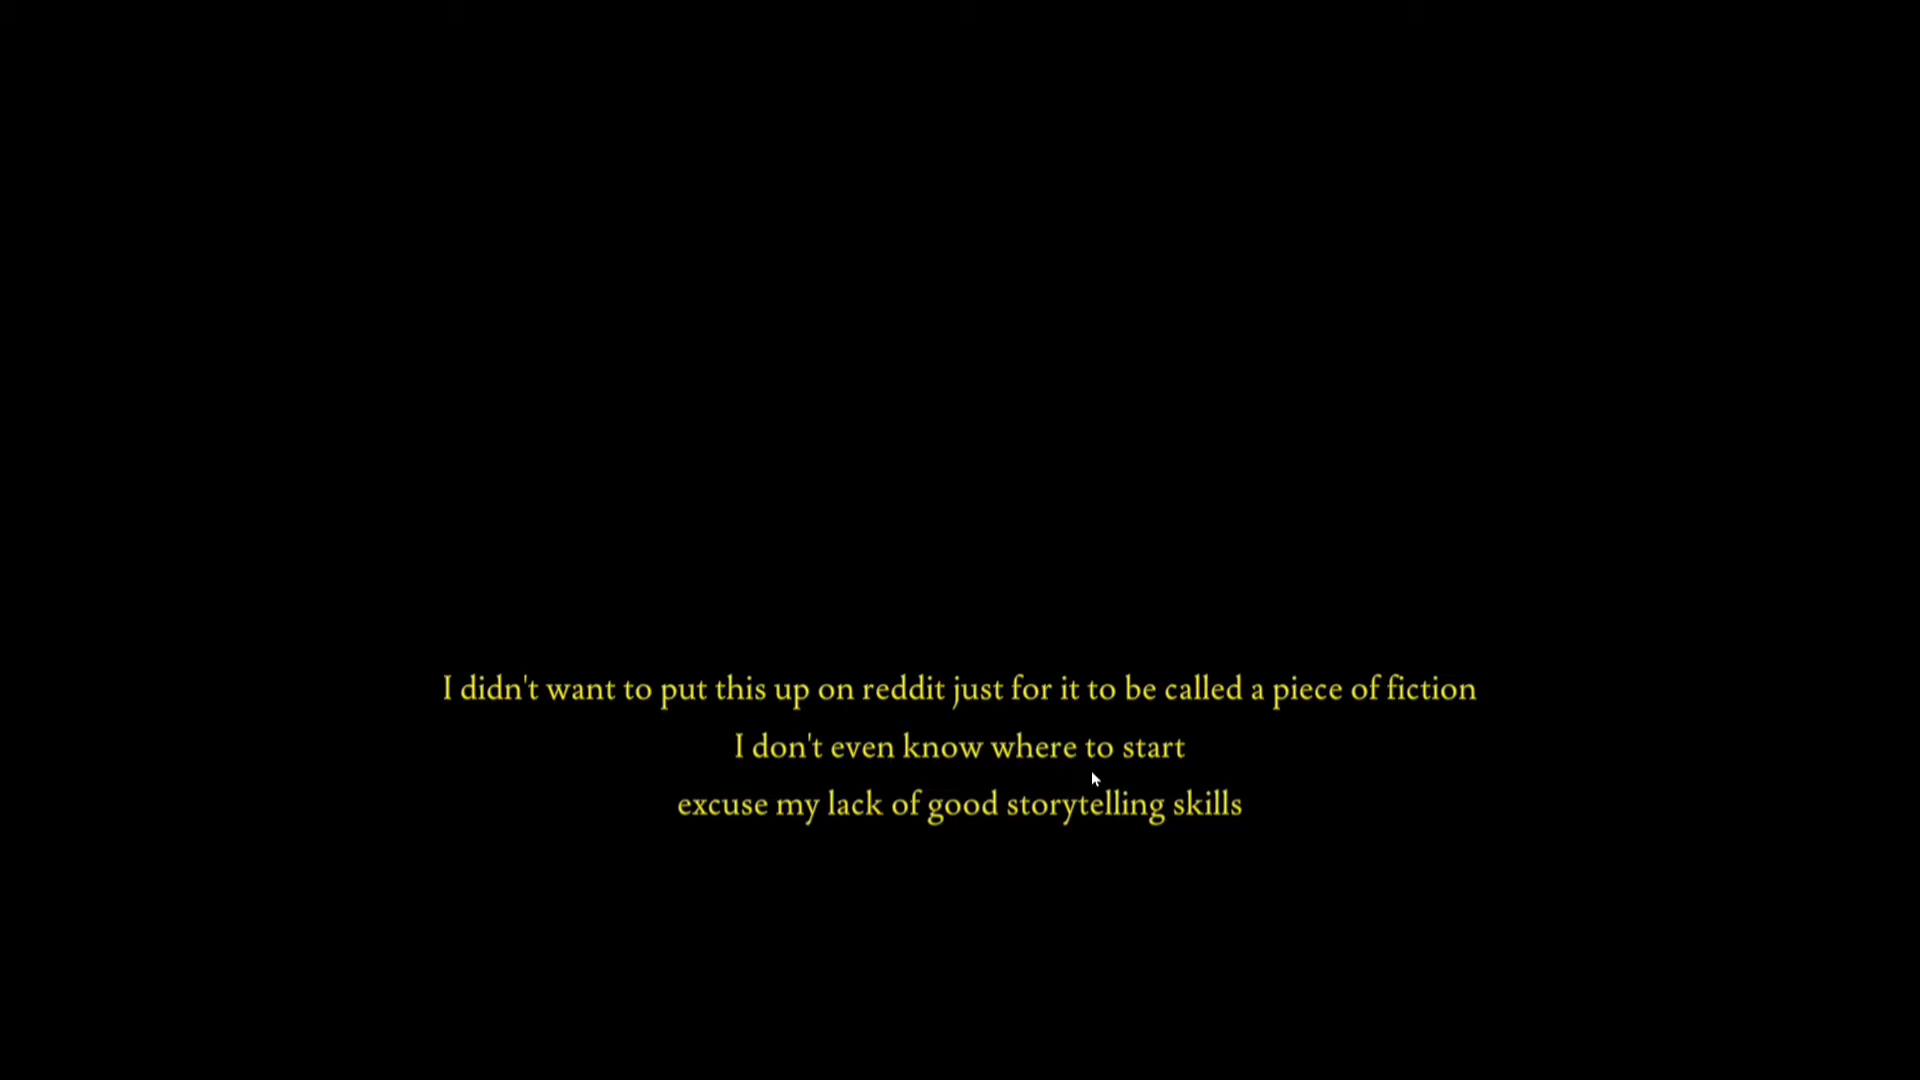 I didn't want to put this up on reddit just for it to be called a piece of fiction
I don't even know where to start
excuse my lack of good storytelling skills